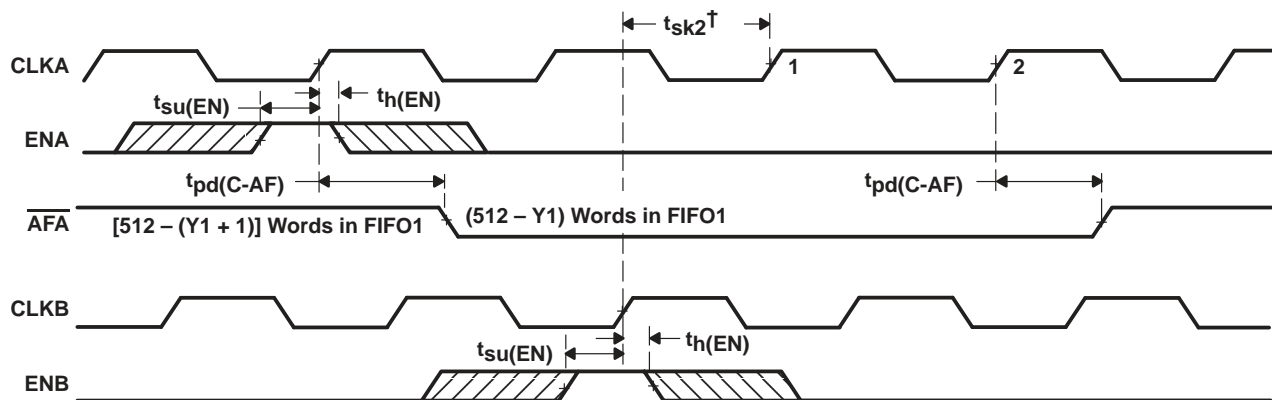 tsk2†
CLKA
1
2
tsu(EN)
th(EN)
ENA
tpd(C-AF)
tpd(C-AF)
AFA
[512 – (Y1 + 1)] Words in FIFO1
(512 – Y1) Words in FIFO1
CLKB
tsu(EN)
th(EN)
ENB